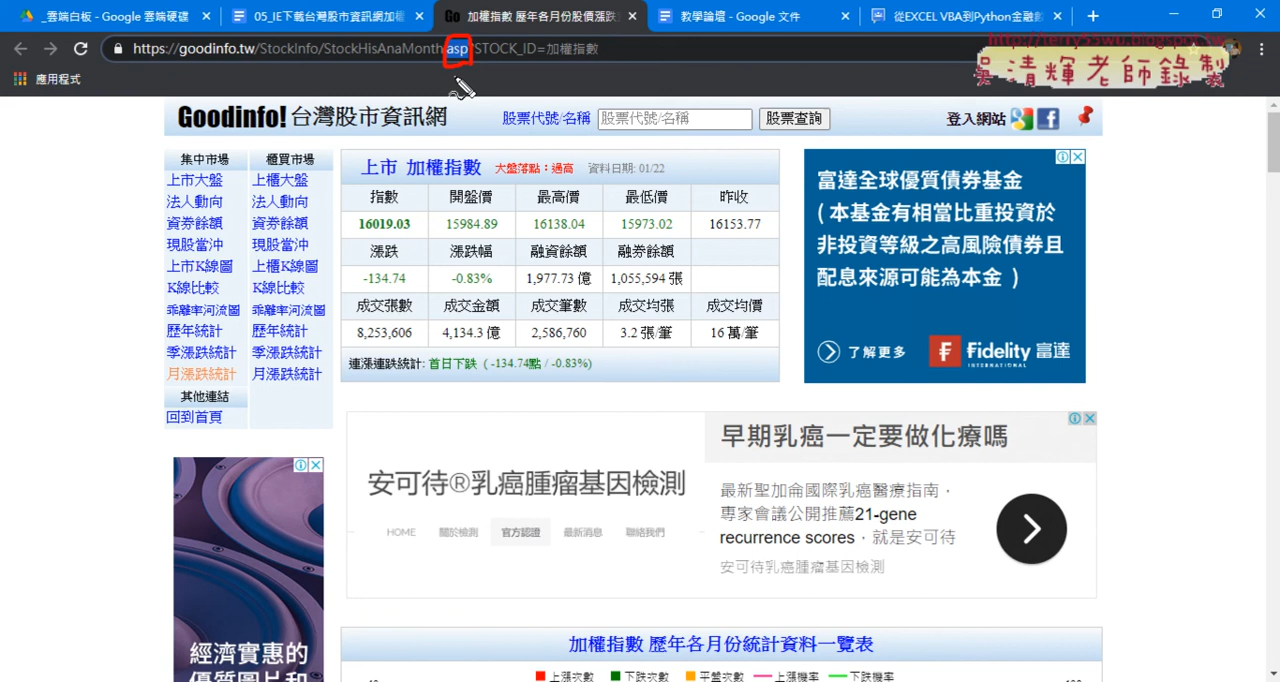 _雲端白板 - Google 雲端硬碟
05_IE下載台灣股市資訊網加權
Go 加權指數 歷年各月份股價漲跌
教學論壇 - Google 文件
從EXCEL VBA到Python金融
https://goodinfo.tw/StockInfo/StockHisAnaMonth.asp?STOCK_ID=加權指數
http://terry55wu.blogspot.tw
吳清輝老師錄製
應用程式
Goodinfo! 台灣股市資訊網
股票代號/名稱
股票代號/名稱
股票查詢
登入網站
集中市場 櫃買市場
上市大盤 上櫃大盤
法人動向 法人動向
資券餘額 資券餘額
現股當沖 現股當沖
上市K線圖 上櫃K線圖
K線比較 K線比較
乖離率河流圖 乖離率河流圖
歷年統計 歷年統計
季漲跌統計 季漲跌統計
月漲跌統計 月漲跌統計
其他連結
回到首頁
上市 加權指數 大盤落點：過高 資料日期: 01/22
指數 開盤價 最高價 最低價 昨收
16019.03 15984.89 16138.04 15973.02 16153.77
漲跌 漲跌幅 融資餘額 融券餘額
-134.74 -0.83% 1,977.73 億 1,055,594 張
成交張數 成交金額 成交筆數 成交均張 成交均價
8,253,606 4,134.3 億 2,586,760 3.2 張/筆 16 萬/筆
連漲連跌統計: 首日下跌 ( -134.74點 / -0.83%)
富達全球優質債券基金
( 本基金有相當比重投資於
非投資等級之高風險債券且
配息來源可能為本金 )
了解更多
Fidelity 富達
INTERNATIONAL
安可待®乳癌腫瘤基因檢測
HOME 關於檢測 官方認證 最新消息 聯絡我們
早期乳癌一定要做化療嗎
最新聖加侖國際乳癌醫療指南，
專家會議公開推薦21-gene
recurrence scores，就是安可待
安可待乳癌腫瘤基因檢測
經濟實惠的
優質圖片和
加權指數 歷年各月份統計資料一覽表
上漲次數 下跌次數 平盤次數 上漲機率 下跌機率